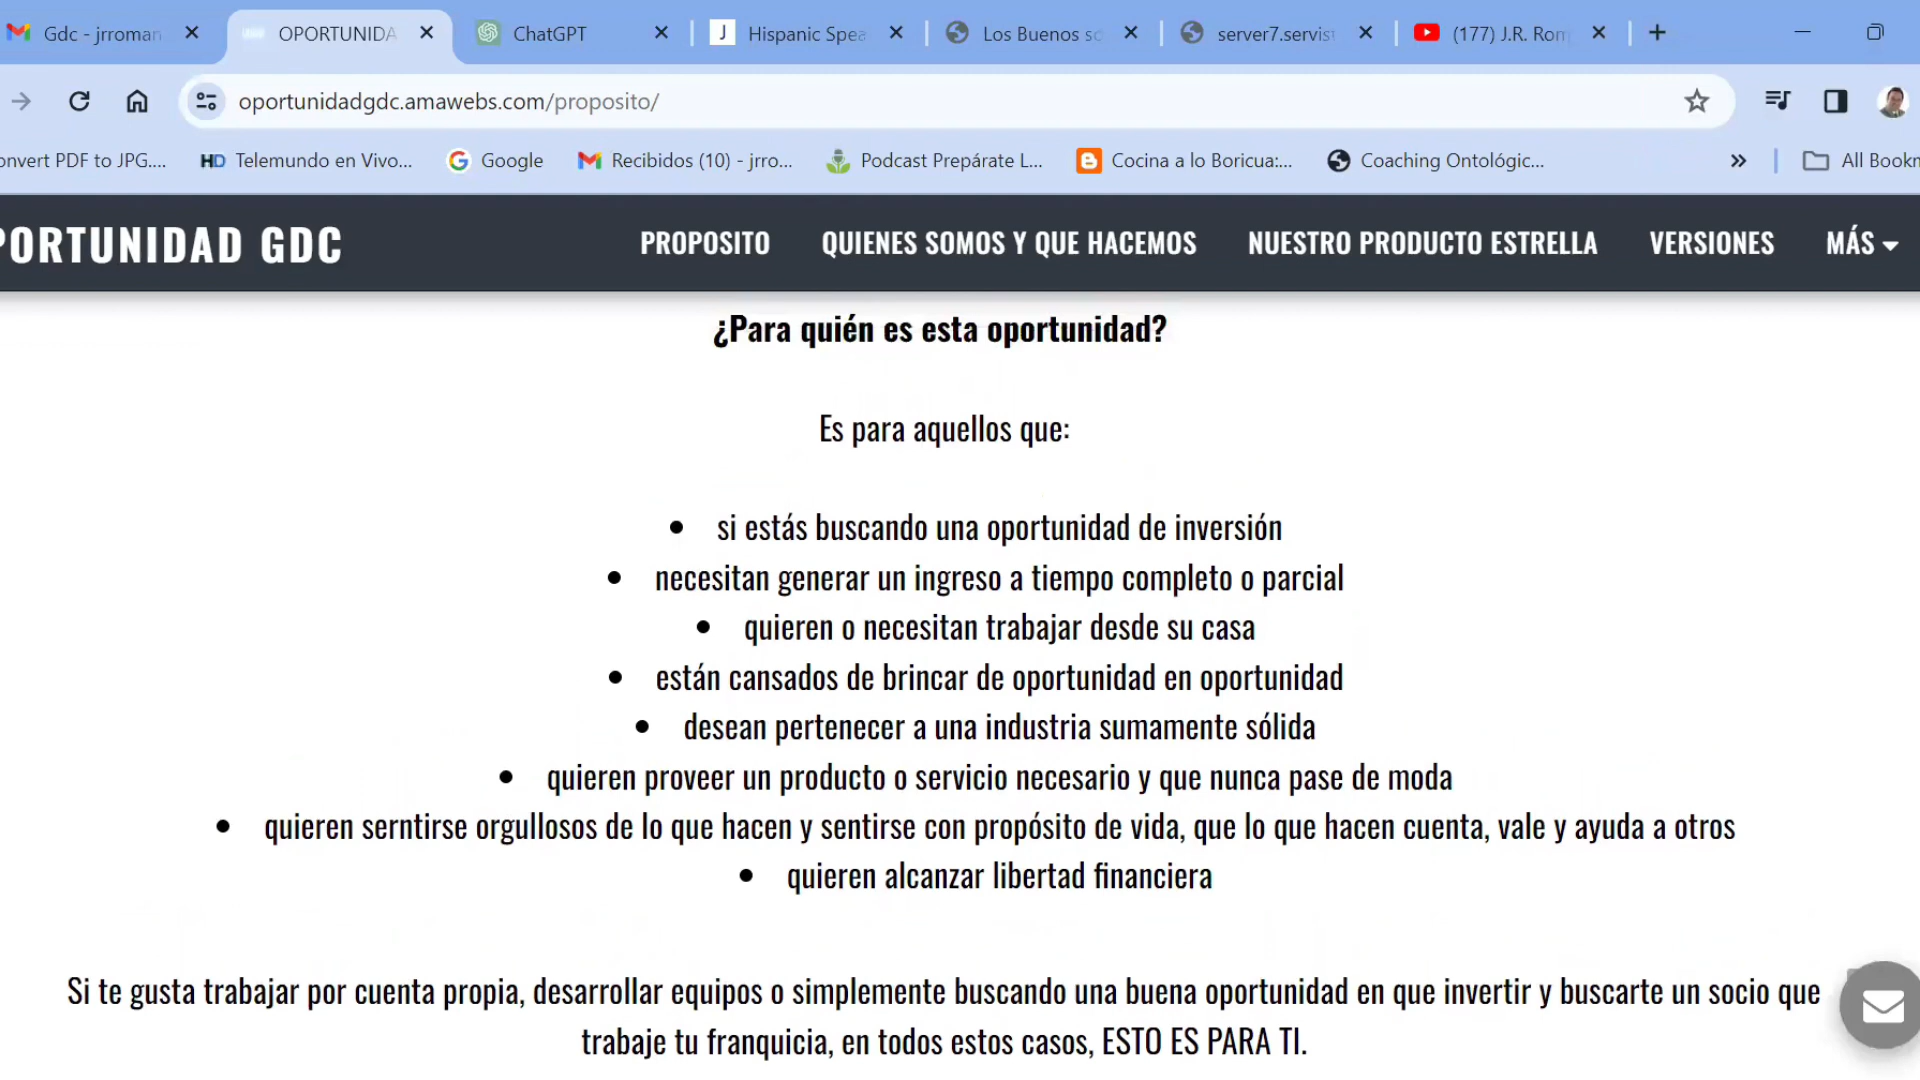 Gdc - jrroman
OPORTUNIDA
ChatGPT
Hispanic Spea
Los Buenos so
server7.servist
(177) J.R. Rom
oportunidadgdc.amawebs.com/proposito/
onvert PDF to JPG....
HD Telemundo en Vivo...
Google
Recibidos (10) - jrro...
Podcast Prepárate L...
Cocina a lo Boricua:...
Coaching Ontológic...
All Bookm
PORTUNIDAD GDC
PROPOSITO
QUIENES SOMOS Y QUE HACEMOS
NUESTRO PRODUCTO ESTRELLA
VERSIONES
MÁS
¿Para quién es esta oportunidad?
Es para aquellos que:
• si estás buscando una oportunidad de inversión
• necesitan generar un ingreso a tiempo completo o parcial
• quieren o necesitan trabajar desde su casa
• están cansados de brincar de oportunidad en oportunidad
• desean pertenecer a una industria sumamente sólida
• quieren proveer un producto o servicio necesario y que nunca pase de moda
• quieren serntirse orgullosos de lo que hacen y sentirse con propósito de vida, que lo que hacen cuenta, vale y ayuda a otros
• quieren alcanzar libertad financiera
Si te gusta trabajar por cuenta propia, desarrollar equipos o simplemente buscando una buena oportunidad en que invertir y buscarte un socio que
trabaje tu franquicia, en todos estos casos, ESTO ES PARA TI.